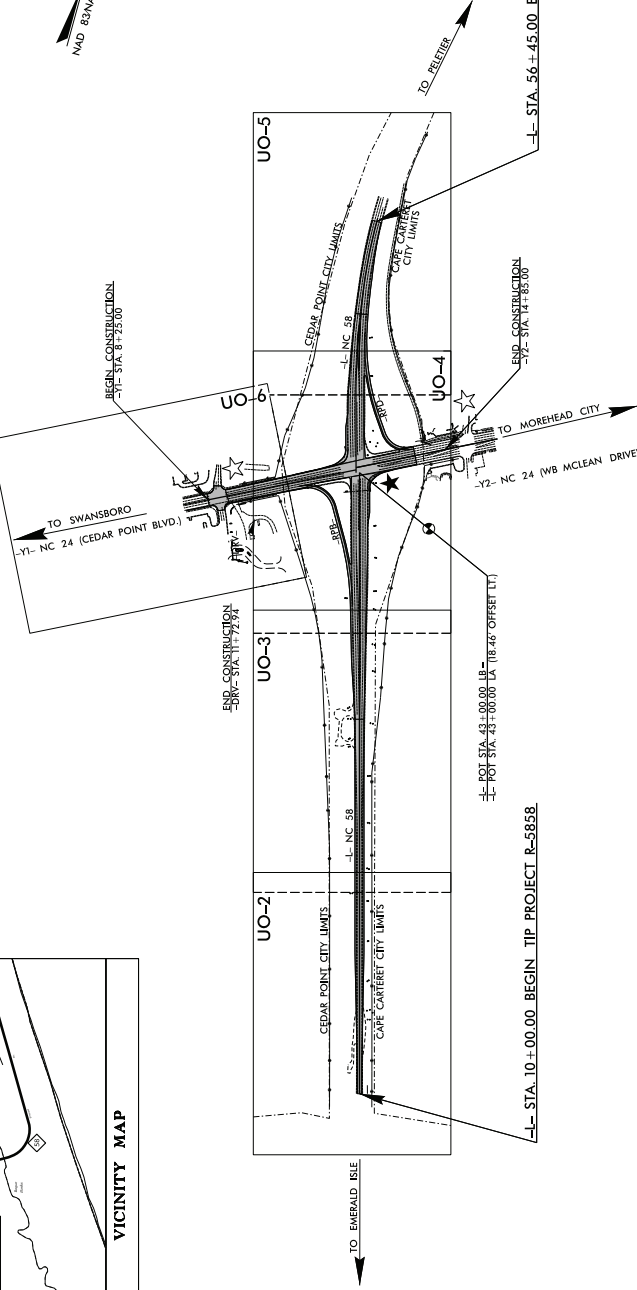 NAD 83/NA
TO PELETIER
-L- STA. 56+45.00 E
UO-5
CEDAR POINT CITY LIMITS
CAPE CARTERET
CITY LIMITS
BEGIN CONSTRUCTION
-Y1- STA. 8+25.00
-L- NC 58
END CONSTRUCTION
-Y2- STA. 14+85.00
UO-6
UO-4
-RPD-
TO MOREHEAD CITY
-Y2- NC 24 (WB MCLEAN DRIVE
TO SWANSBORO
-Y1- NC 24 (CEDAR POINT BLVD.)
-DRV-
-RPB-
END CONSTRUCTION
-DRV- STA. 11+72.94
UO-3
-L- POT STA. 43+00.00 LB=
-L- POT STA. 43+00.00 LA (18.46' OFFSET LT.)
-L- NC 58
UO-2
CEDAR POINT CITY LIMITS
CAPE CARTERET CITY LIMITS
-L- STA. 10+00.00 BEGIN TIP PROJECT R-5858
58
VICINITY MAP
TO EMERALD ISLE